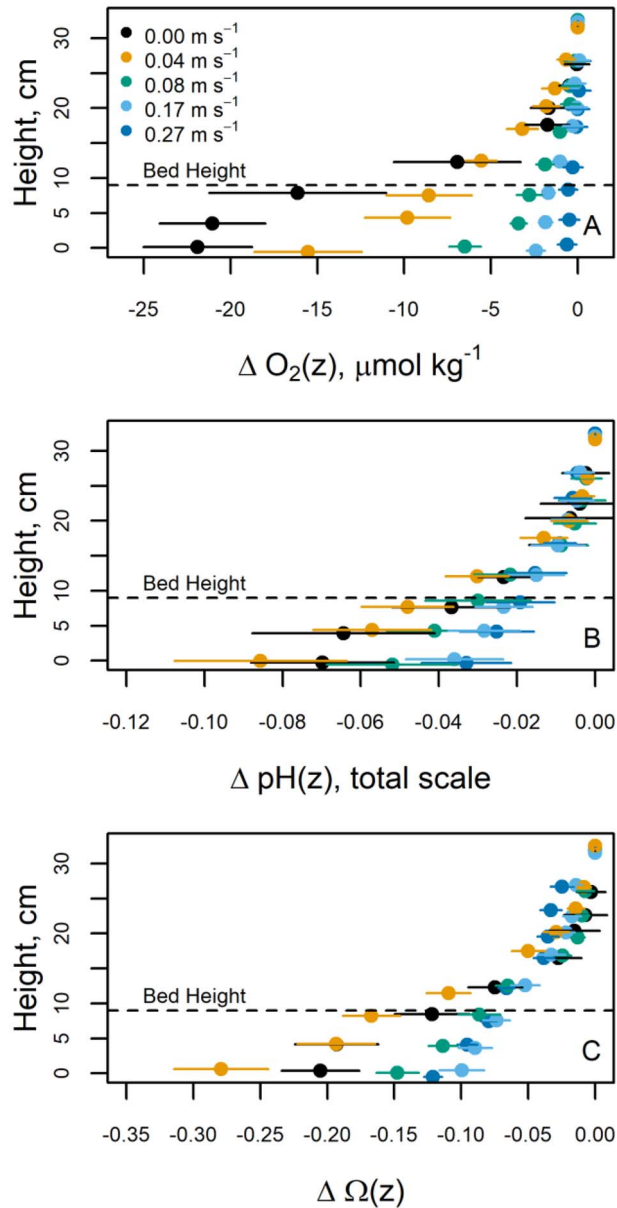 30
20
10
5
0
Height, cm
0.00 m s⁻¹
0.04 m s⁻¹
0.08 m s⁻¹
0.17 m s⁻¹
0.27 m s⁻¹
Bed Height
A
-25 -20 -15 -10 -5 0
Δ O₂(z), μmol kg⁻¹
30
20
10
5
0
Height, cm
Bed Height
B
-0.12 -0.10 -0.08 -0.06 -0.04 -0.02 0.00
Δ pH(z), total scale
30
20
10
5
0
Height, cm
Bed Height
C
-0.35 -0.30 -0.25 -0.20 -0.15 -0.10 -0.05 0.00
Δ Ω(z)